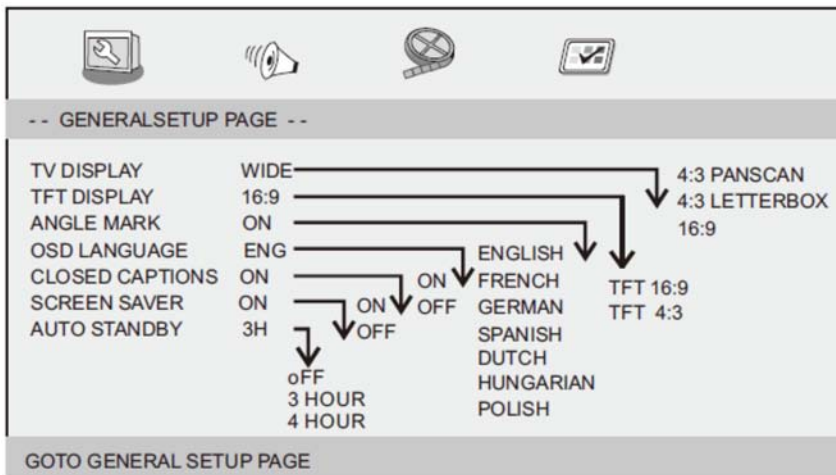 -- GENERALSETUP PAGE --
TV DISPLAY WIDE
TFT DISPLAY 16:9
ANGLE MARK ON
OSD LANGUAGE ENG
CLOSED CAPTIONS ON
SCREEN SAVER ON
AUTO STANDBY 3H
4:3 PANSCAN
4:3 LETTERBOX
16:9
TFT 16:9
TFT 4:3
ENGLISH
FRENCH
GERMAN
SPANISH
DUTCH
HUNGARIAN
POLISH
ON
OFF
ON
OFF
oFF
3 HOUR
4 HOUR
GOTO GENERAL SETUP PAGE